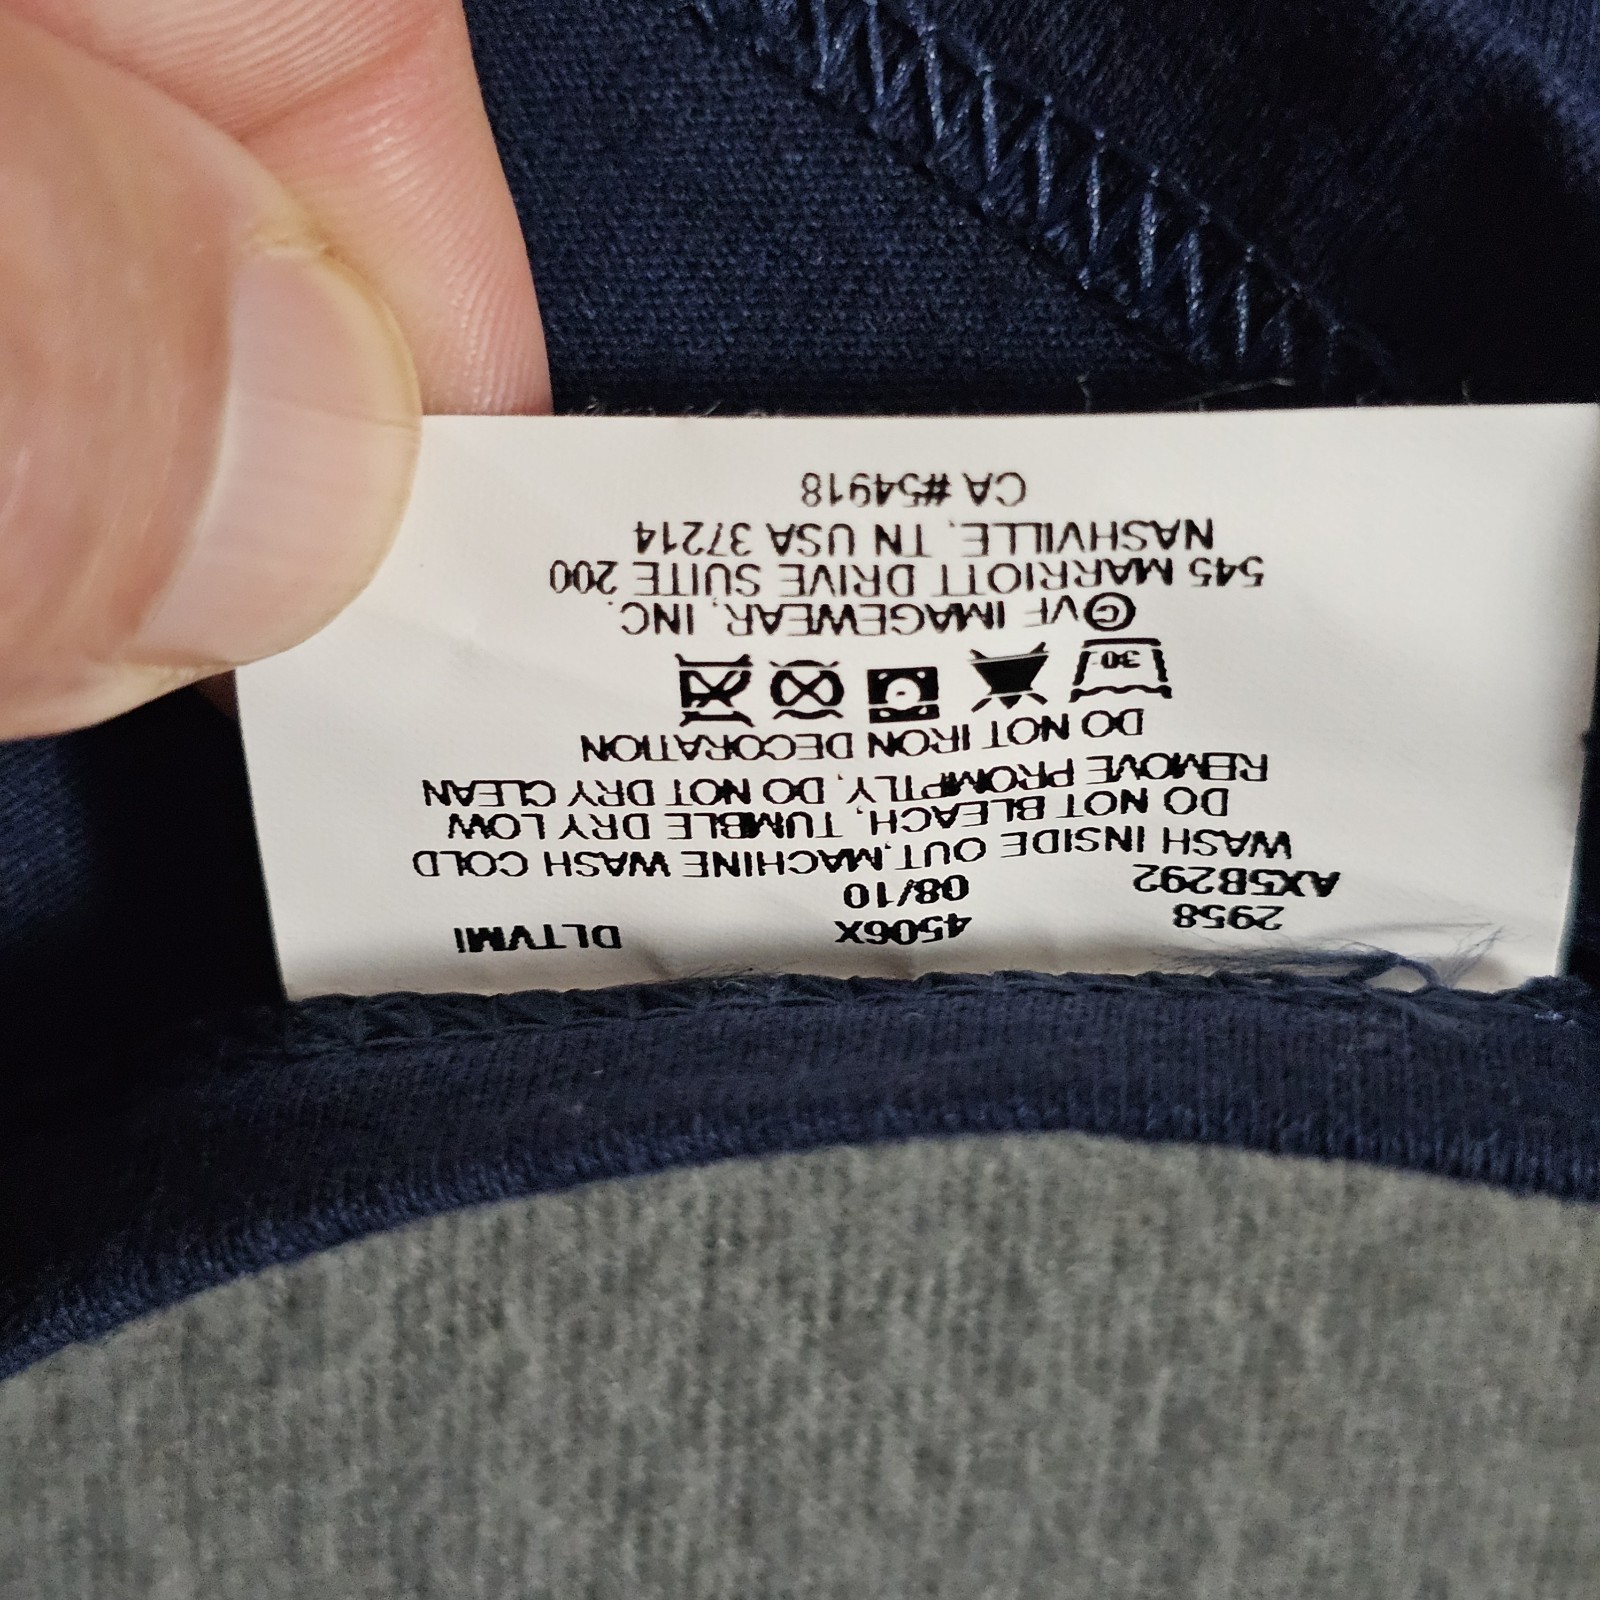 2958 4506X DLTVMI
AX5B292 08/10
WASH INSIDE OUT, MACHINE WASH COLD
DO NOT BLEACH, TUMBLE DRY LOW
REMOVE PROMPTLY, DO NOT DRY CLEAN
DO NOT IRON DECORATION
30
©VF IMAGEWEAR, INC.
545 MARRIOTT DRIVE SUITE 200
NASHVILLE, TN USA 37214
CA #54918